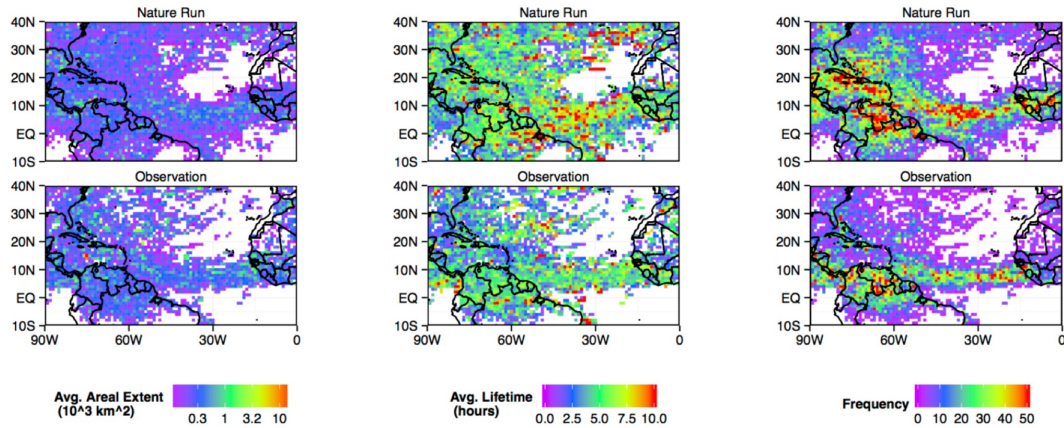 Nature Run Nature Run Nature Run
40N 40N 40N
30N 30N 30N
20N 20N 20N
10N 10N 10N
EQ EQ EQ
10S 10S 10S
Observation Observation Observation
40N 40N 40N
30N 30N 30N
20N 20N 20N
10N 10N 10N
EQ EQ EQ
10S 10S 10S
90W 60W 30W 0 90W 60W 30W 0 90W 60W 30W 0
Avg. Areal Extent
(10^3 km^2)
0.3 1 3.2 10
Avg. Lifetime
(hours)
0.0 2.5 5.0 7.5 10.0
Frequency
0 10 20 30 40 50